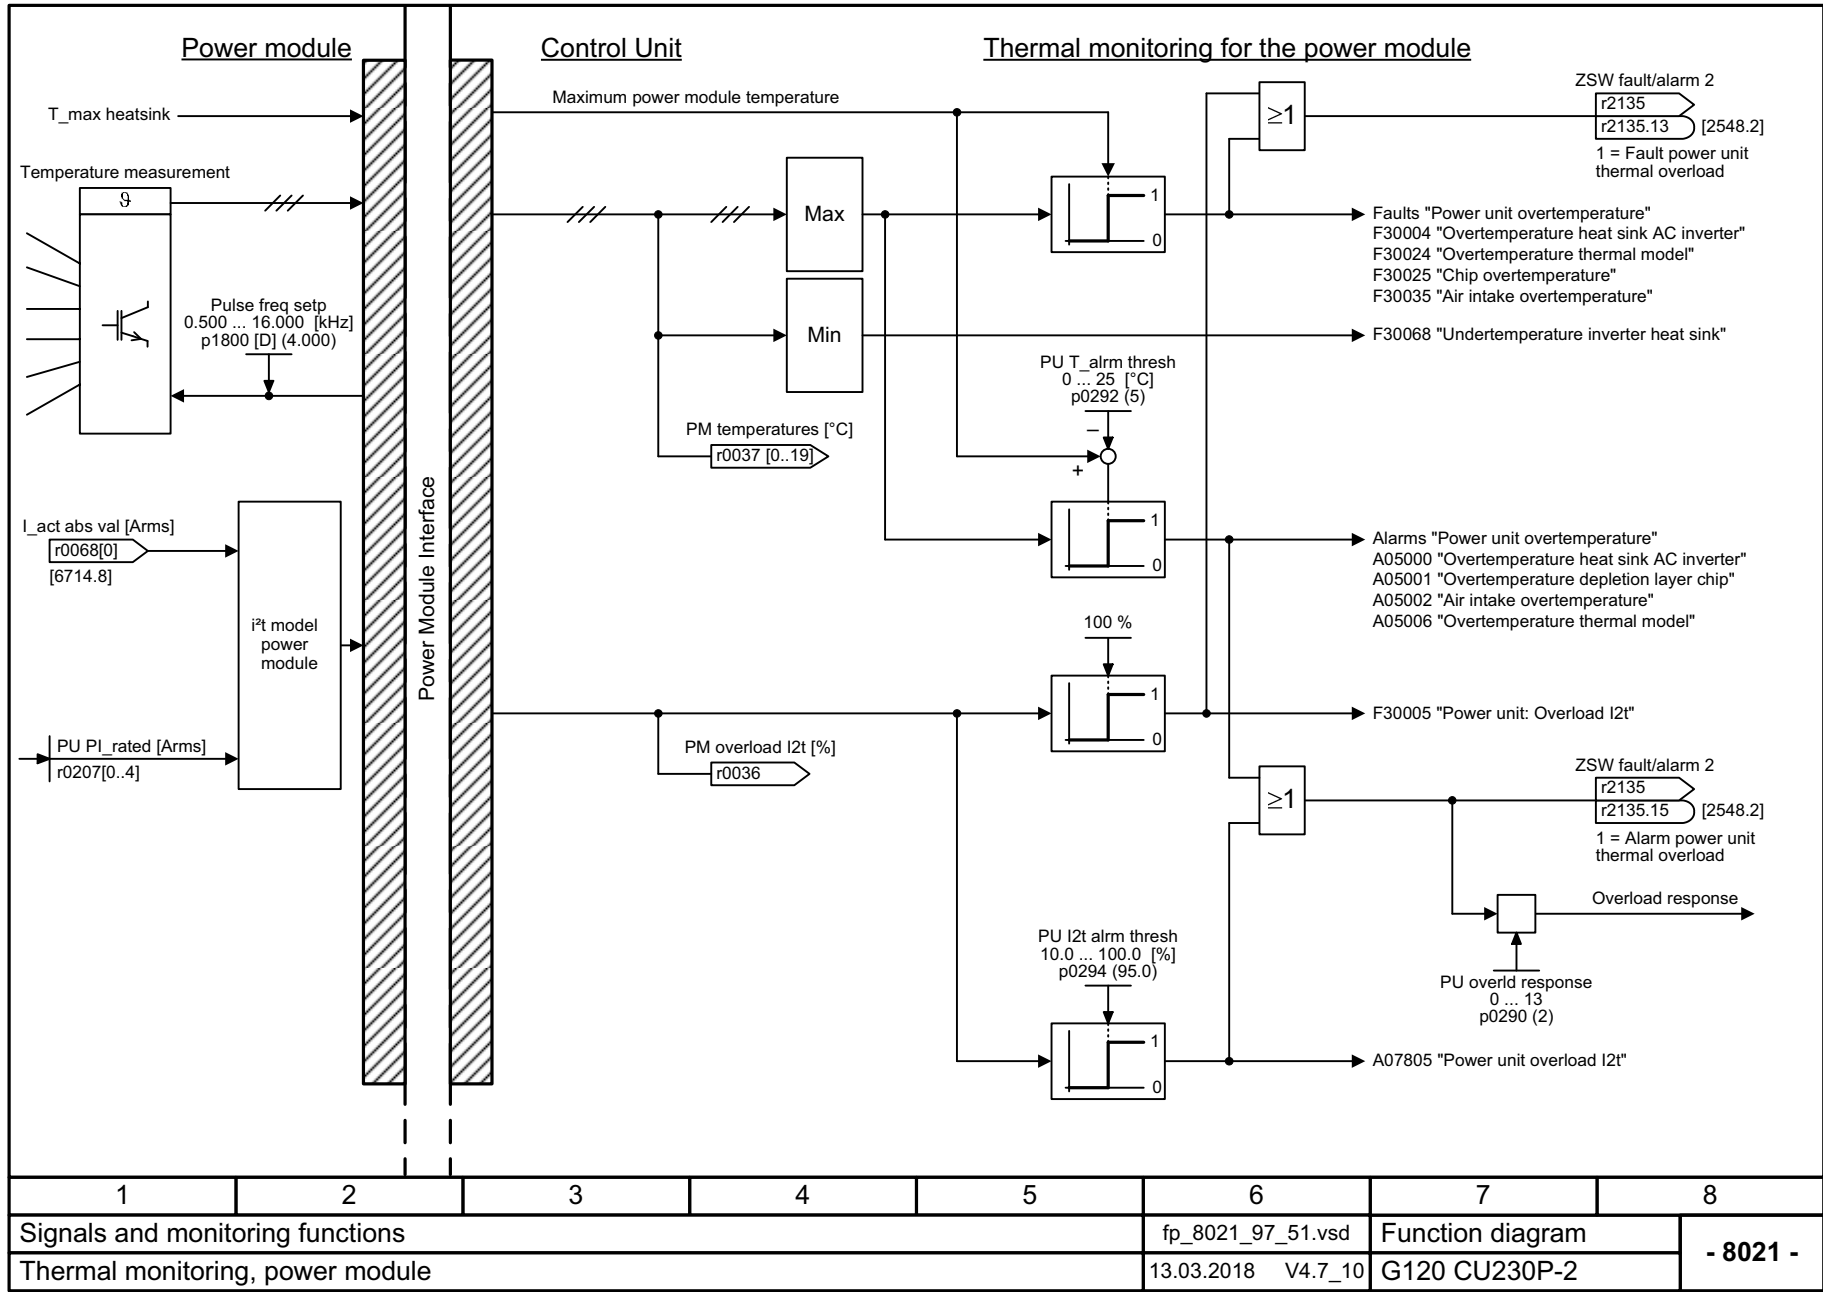 Power module
Control Unit
Thermal monitoring for the power module
T_max heatsink
Temperature measurement
ϑ
Pulse freq setp
0.500 ... 16.000 [kHz]
p1800 [D] (4.000)
I_act abs val [Arms]
r0068[0]
[6714.8]
i²t model
power
module
PU PI_rated [Arms]
r0207[0..4]
Power Module Interface
Maximum power module temperature
Max
Min
PM temperatures [°C]
r0037 [0..19]
PM overload I2t [%]
r0036
1
0
PU T_alrm thresh
0 ... 25 [°C]
p0292 (5)
–
+
1
0
100 %
1
0
PU I2t alrm thresh
10.0 ... 100.0 [%]
p0294 (95.0)
1
0
≥1
ZSW fault/alarm 2
r2135
r2135.13
[2548.2]
1 = Fault power unit
thermal overload
Faults "Power unit overtemperature"
F30004 "Overtemperature heat sink AC inverter"
F30024 "Overtemperature thermal model"
F30025 "Chip overtemperature"
F30035 "Air intake overtemperature"
F30068 "Undertemperature inverter heat sink"
Alarms "Power unit overtemperature"
A05000 "Overtemperature heat sink AC inverter"
A05001 "Overtemperature depletion layer chip"
A05002 "Air intake overtemperature"
A05006 "Overtemperature thermal model"
F30005 "Power unit: Overload I2t"
≥1
ZSW fault/alarm 2
r2135
r2135.15
[2548.2]
1 = Alarm power unit
thermal overload
Overload response
PU overld response
0 ... 13
p0290 (2)
A07805 "Power unit overload I2t"
1 2 3 4 5 6 7 8
Signals and monitoring functions
fp_8021_97_51.vsd
Function diagram
- 8021 -
Thermal monitoring, power module
13.03.2018 V4.7_10
G120 CU230P-2